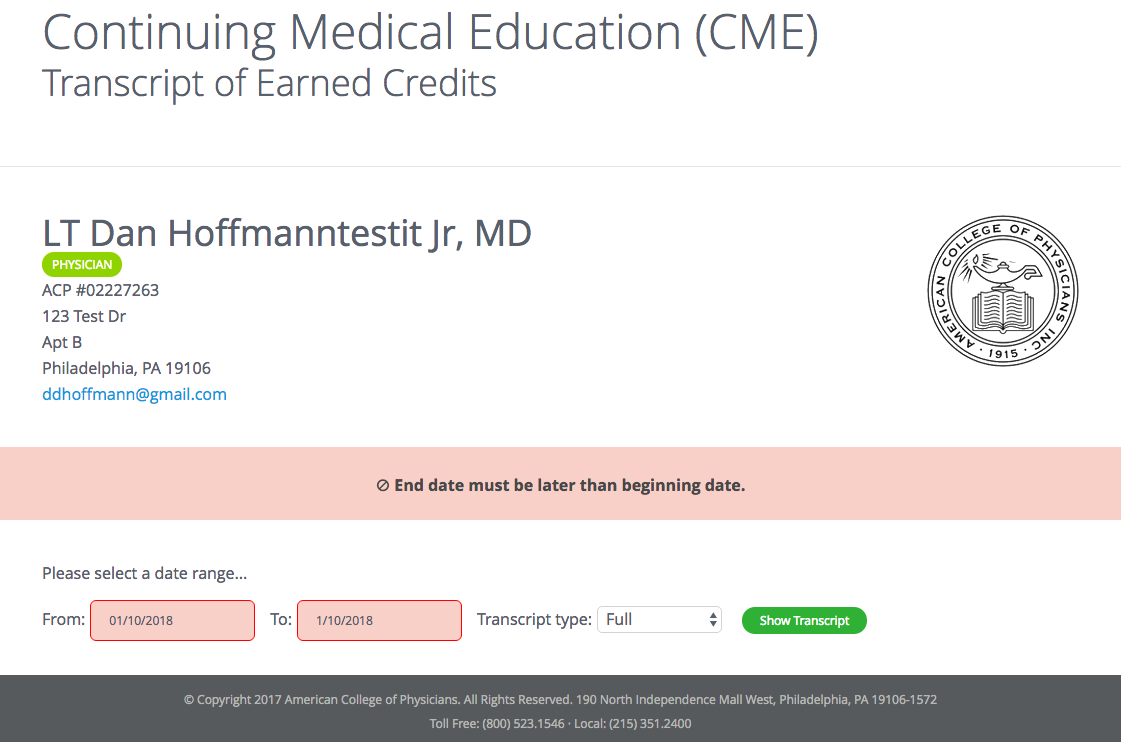 Continuing Medical Education (CME)
Transcript of Earned Credits
LT Dan Hoffmanntestit Jr, MD
PHYSICIAN
ACP #02227263
123 Test Dr
Apt B
Philadelphia, PA 19106
ddhoffmann@gmail.com
AMERICAN COLLEGE OF PHYSICIANS, INC
· 1915 ·
End date must be later than beginning date.
Please select a date range...
From: 01/10/2018 To: 1/10/2018 Transcript type: Full Show Transcript
© Copyright 2017 American College of Physicians. All Rights Reserved. 190 North Independence Mall West, Philadelphia, PA 19106-1572
Toll Free: (800) 523.1546 · Local: (215) 351.2400